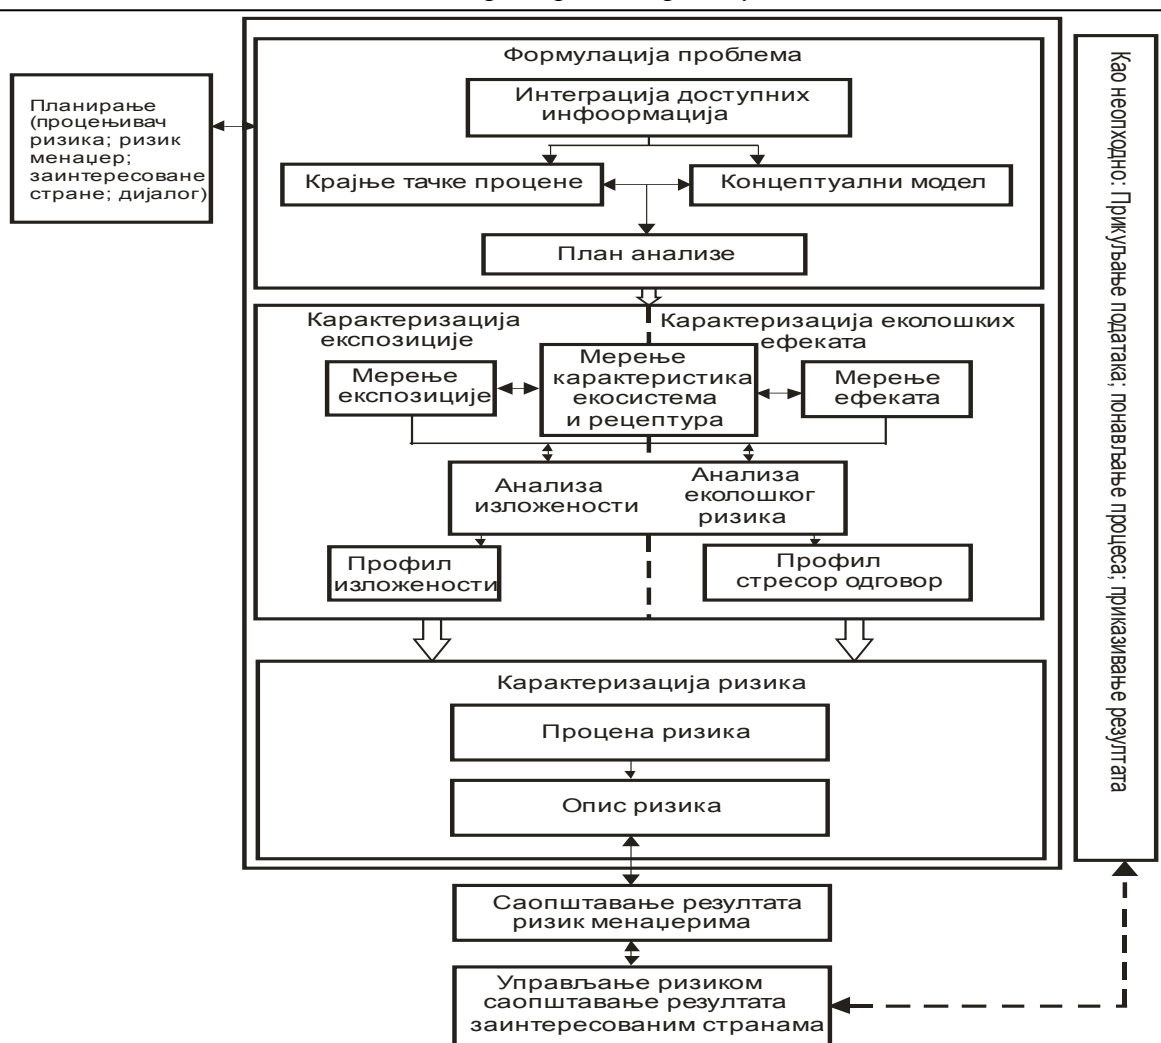 Формулација проблема
Планирање
(процењивач
ризика; ризик
менаџер;
заинтересоване
стране; дијалог)
Интеграција доступних
инфоормација
Крајње тачке процене
Концептуални модел
План анализе
Карактеризација
експозиције
Карактеризација еколошких
ефеката
Мерење
експозиције
Мерење
карактеристика
екосистема
и рецептура
Мерење
ефеката
Анализа
изложености
Анализа
еколошког
ризика
Профил
изложености
Профил
стресор одговор
Карактеризација ризика
Процена ризика
Опис ризика
Саопштавање резултата
ризик менаџерима
Управљање ризиком
саопштавање резултата
заинтересованим странама
Као неопходно: Прикуљање података; понављање процеса; приказивање резултата